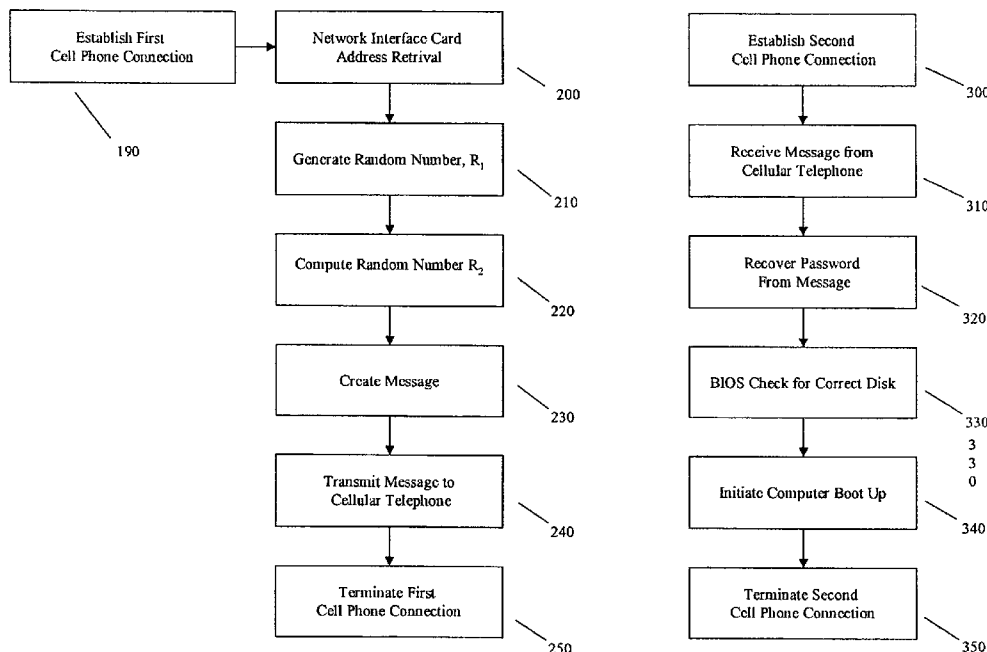 Establish First
Cell Phone Connection
190
Network Interface Card
Address Retrival
200
Generate Random Number, R1
210
Compute Random Number R2
220
Create Message
230
Transmit Message to
Cellular Telephone
240
Terminate First
Cell Phone Connection
250
Establish Second
Cell Phone Connection
300
Receive Message from
Cellular Telephone
310
Recover Password
From Message
320
BIOS Check for Correct Disk
330
3
3
0
Initiate Computer Boot Up
340
Terminate Second
Cell Phone Connection
350